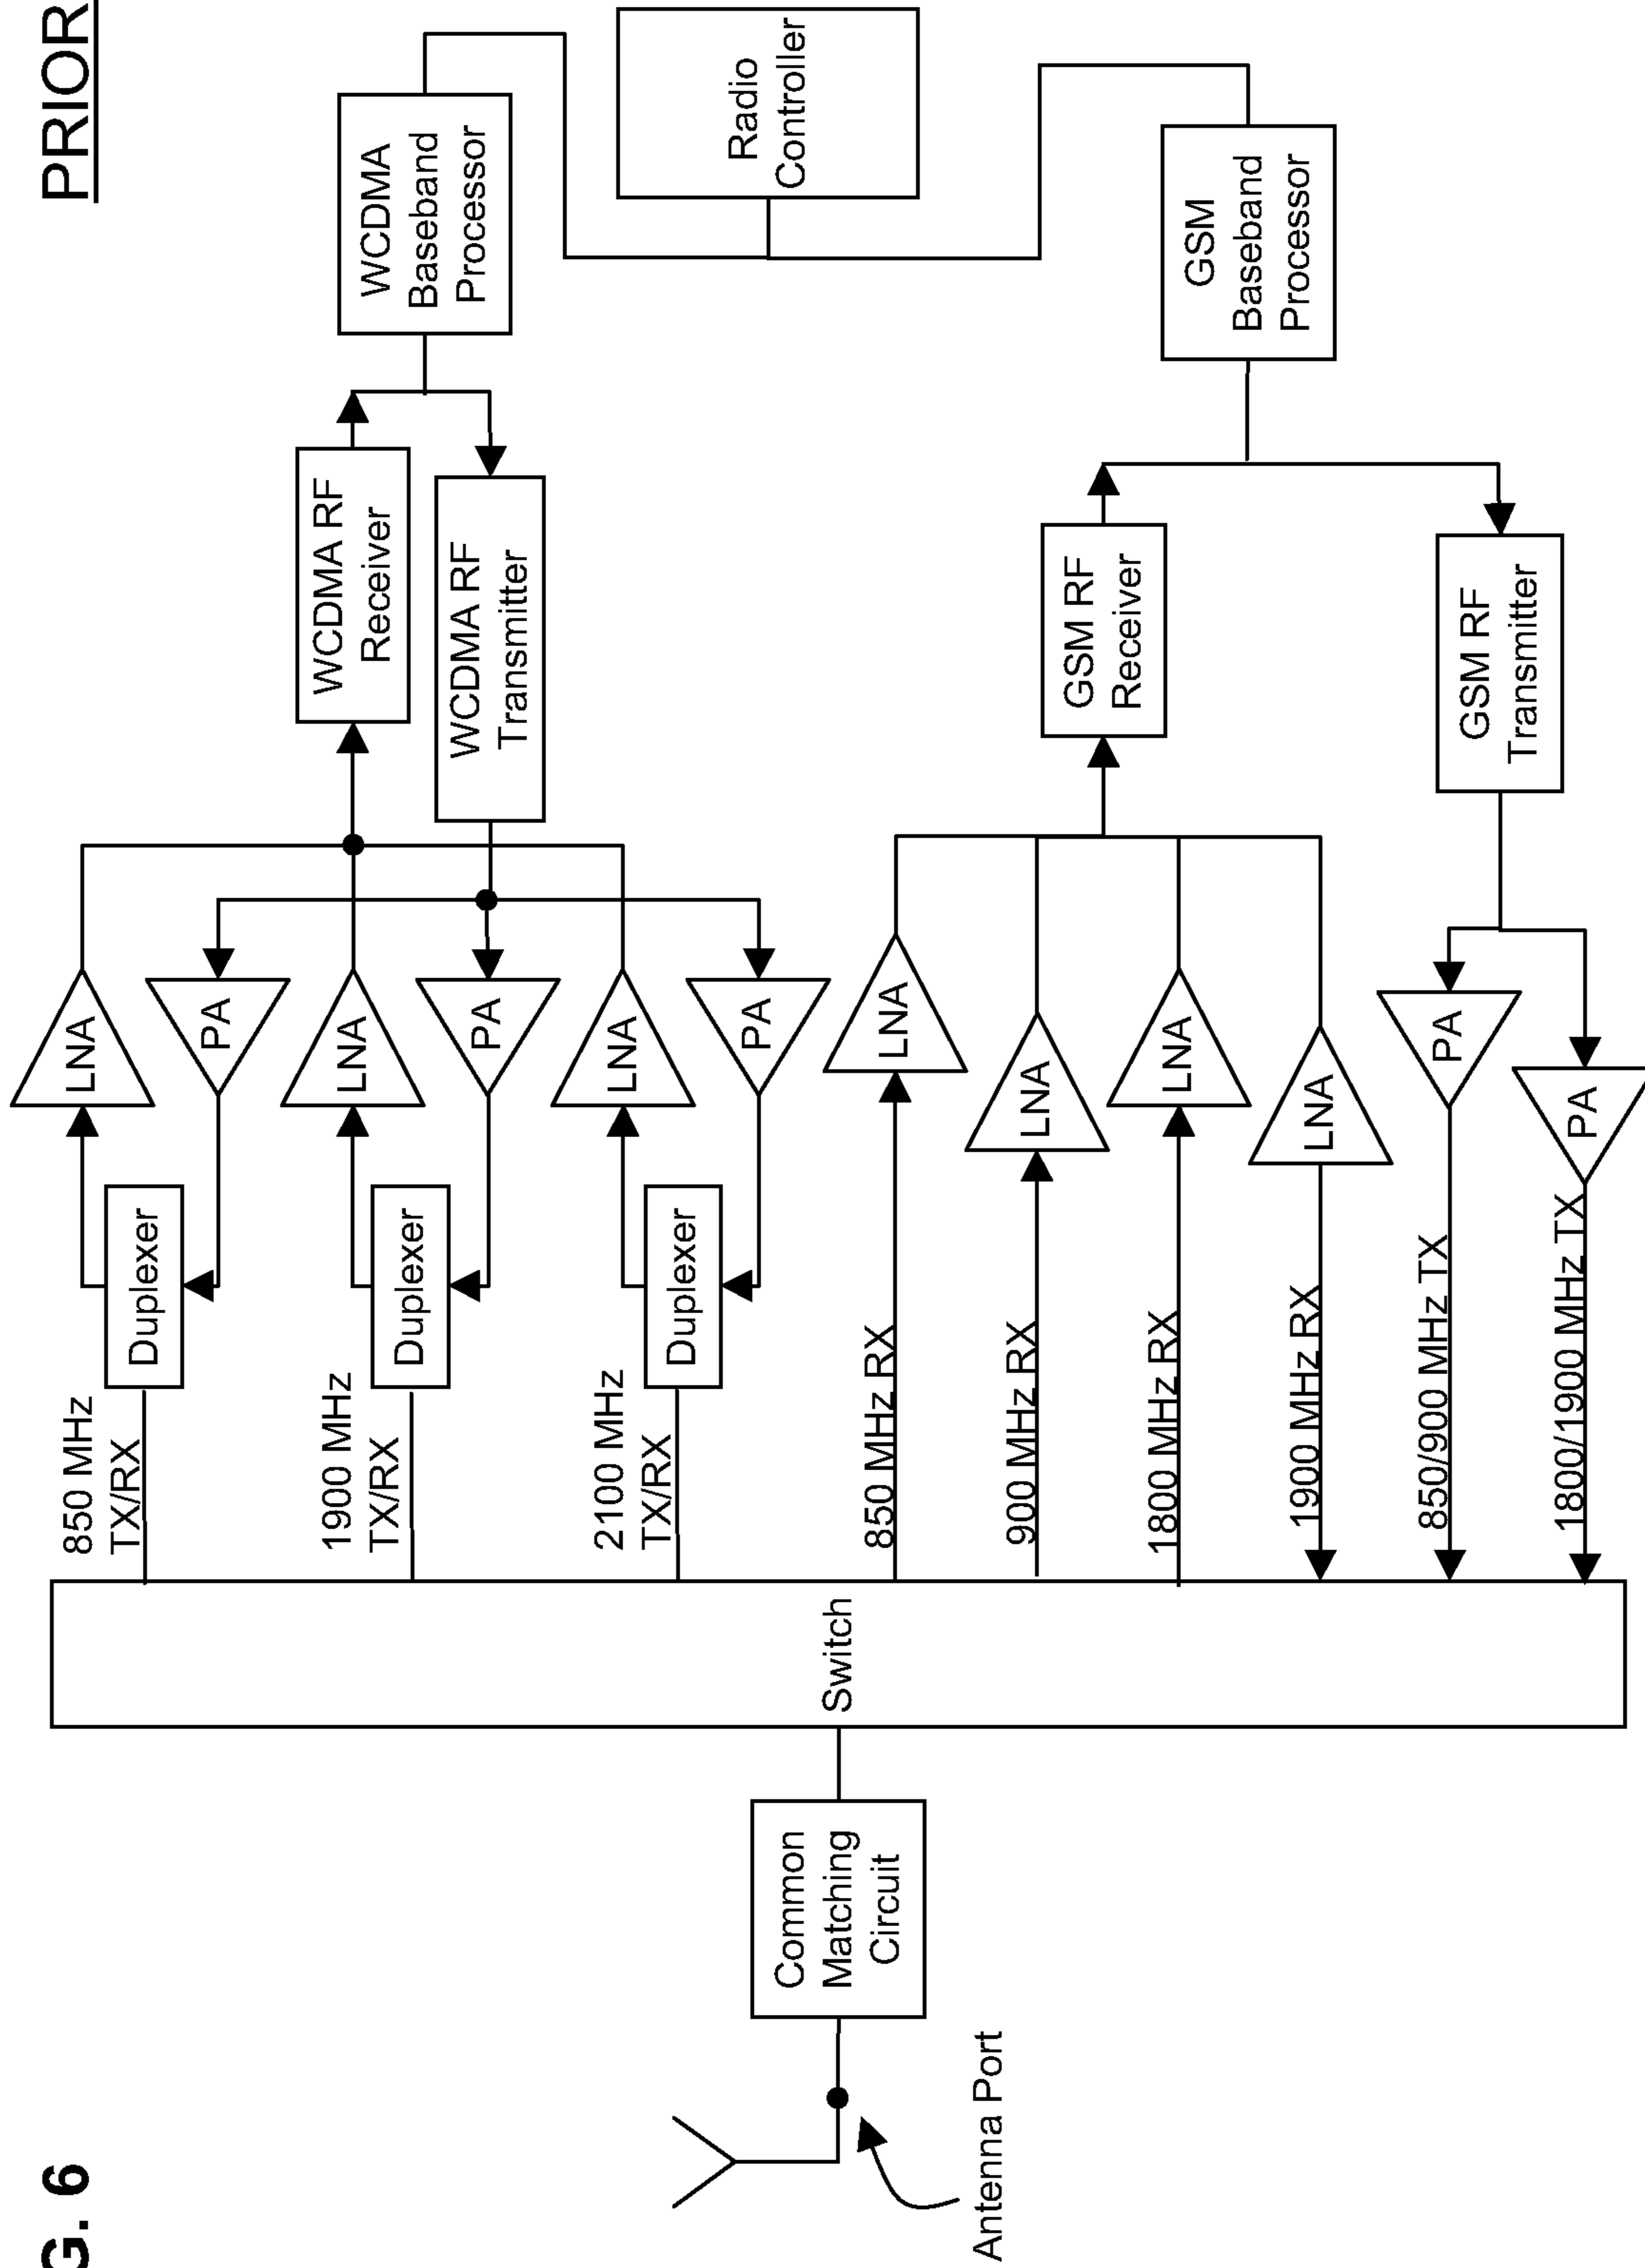 G. 6
PRIOR
Antenna Port
Common
Matching
Circuit
Switch
850 MHz
TX/RX
Duplexer
LNA
PA
1900 MHz
TX/RX
Duplexer
LNA
PA
2100 MHz
TX/RX
Duplexer
LNA
PA
WCDMA RF
Receiver
WCDMA RF
Transmitter
WCDMA
Baseband
Processor
Radio
Controller
850 MHz RX
LNA
900 MHz RX
LNA
1800 MHz RX
LNA
1900 MHz RX
LNA
850/900 MHz TX
PA
1800/1900 MHz TX
PA
GSM RF
Receiver
GSM RF
Transmitter
GSM
Baseband
Processor